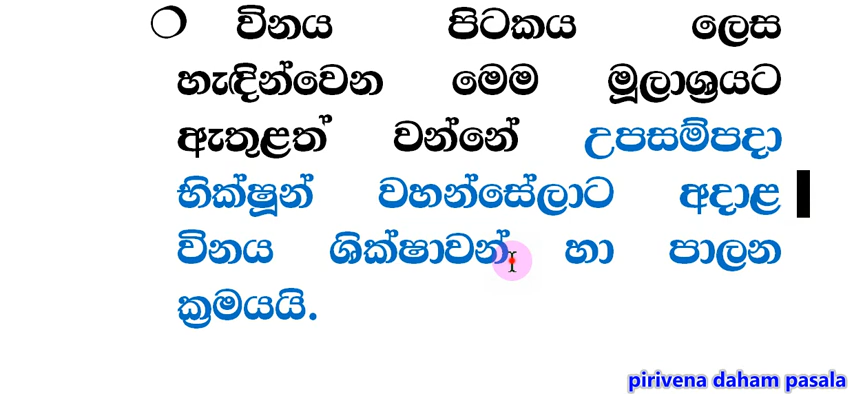 විනය පිටකය ලෙස
හැඳින්වෙන මෙම මූලාශ්‍රයට
ඇතුළත් වන්නේ උපසම්පදා
භික්ෂූන් වහන්සේලාට අදාළ
විනය ශික්ෂාවන් හා පාලන
ක්‍රමයයි.
pirivena daham pasala